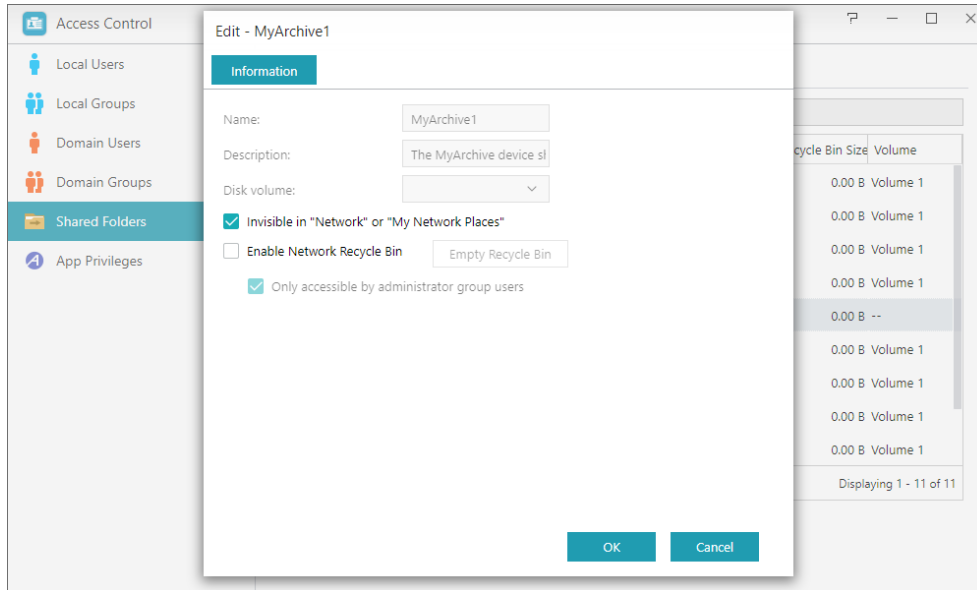 Access Control
Local Users
Local Groups
Domain Users
Domain Groups
Shared Folders
App Privileges
Edit - MyArchive1
Information
Name: MyArchive1
Description: The MyArchive device
Disk volume:
Invisible in "Network" or "My Network Places"
Enable Network Recycle Bin Empty Recycle Bin
Only accessible by administrator group users
OK Cancel
?
Bin Size Volume
0.00 B Volume 1
0.00 B Volume 1
0.00 B Volume 1
0.00 B Volume 1
0.00 B --
0.00 B Volume 1
0.00 B Volume 1
0.00 B Volume 1
0.00 B Volume 1
Displaying 1 - 11 of 11